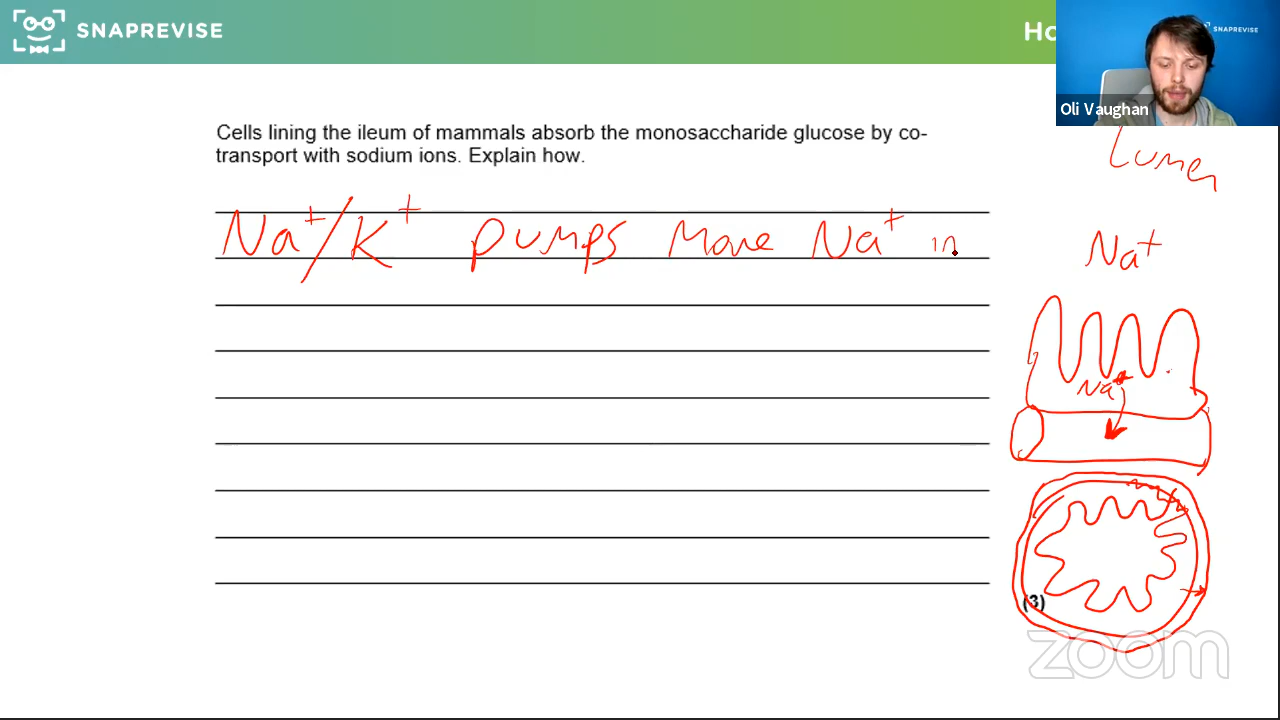 SNAPREVISE
Ho
SNAPREVISE
Oli Vaughan
Cells lining the ileum of mammals absorb the monosaccharide glucose by co-
transport with sodium ions. Explain how.
Lumen
Na+/K+ pumps move Na+ in
Na+
Na+
(3)
zoom